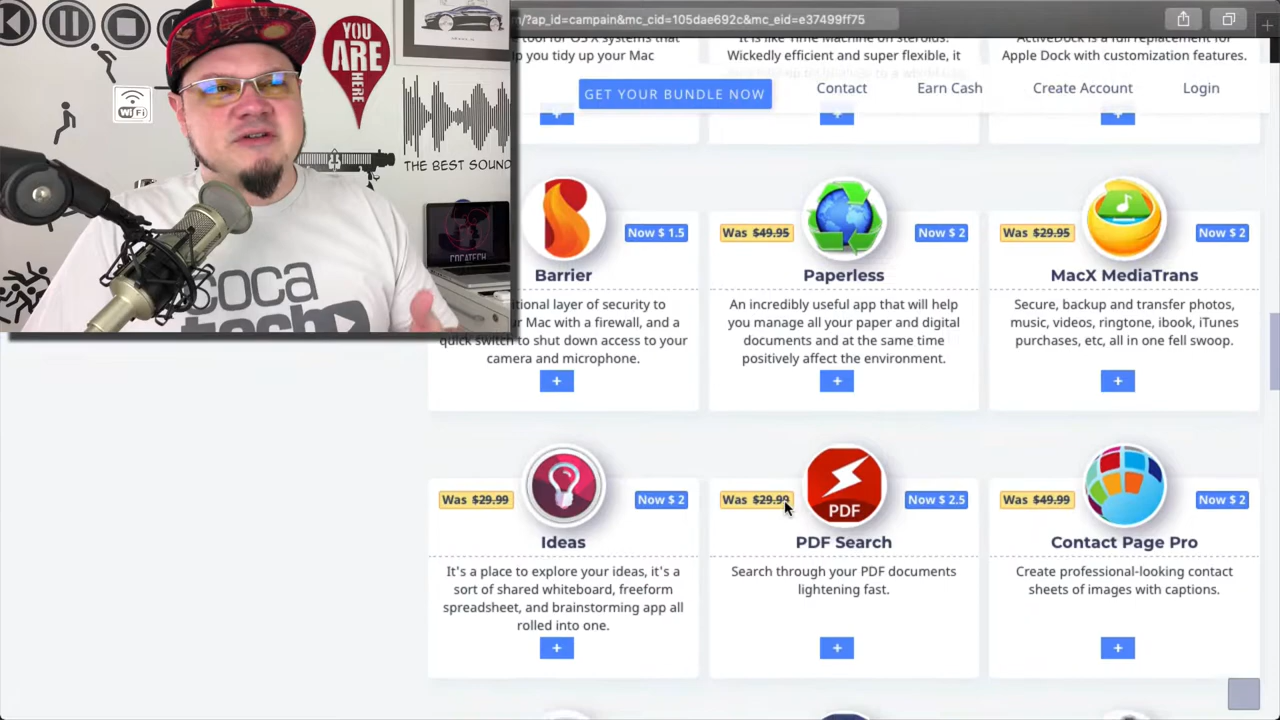 m/?ap_id=campain&mc_cid=105dae692c&mc_eid=e37499ff75
YOU
ARE
HERE
WiFi
THE BEST SOUND
COCATECH
coca
tech
tool for OS X systems that
you tidy up your Mac
It is like Time Machine on steroids.
Wickedly efficient and super flexible, it
ActiveDock is a full replacement for
Apple Dock with customization features.
GET YOUR BUNDLE NOW
Contact
Earn Cash
Create Account
Login
+
+
+
Now $ 1.5
Barrier
itional layer of security to
r Mac with a firewall, and a
quick switch to shut down access to your
camera and microphone.
+
Was $49.95
Now $ 2
Paperless
An incredibly useful app that will help
you manage all your paper and digital
documents and at the same time
positively affect the environment.
+
Was $29.95
Now $ 2
MacX MediaTrans
Secure, backup and transfer photos,
music, videos, ringtone, ibook, iTunes
purchases, etc, all in one fell swoop.
+
Was $29.99
Now $ 2
Ideas
It's a place to explore your ideas, it's a
sort of shared whiteboard, freeform
spreadsheet, and brainstorming app all
rolled into one.
+
Was $29.99
PDF
Now $ 2.5
PDF Search
Search through your PDF documents
lightening fast.
+
Was $49.99
Now $ 2
Contact Page Pro
Create professional-looking contact
sheets of images with captions.
+